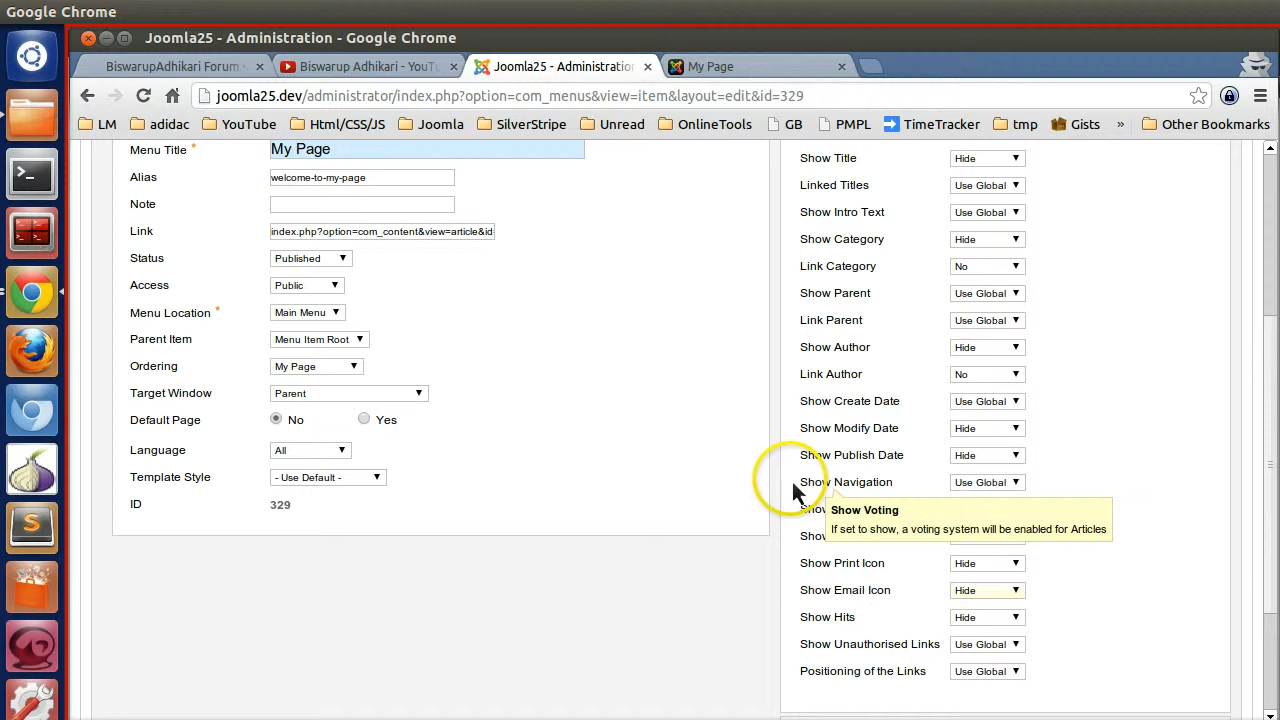 Google Chrome
Joomla25 - Administration - Google Chrome
BiswarupAdhikari Forum -
Biswarup Adhikari - YouTu
Joomla25 - Administration
My Page
joomla25.dev/administrator/index.php?option=com_menus&view=item&layout=edit&id=329
LM
adidac
YouTube
Html/CSS/JS
Joomla
SilverStripe
Unread
OnlineTools
GB
PMPL
TimeTracker
tmp
Gists
»
Other Bookmarks
Menu Title *
My Page
Alias
welcome-to-my-page
Note
Link
index.php?option=com_content&view=article&id
Status
Published
Access
Public
Menu Location *
Main Menu
Parent Item
Menu Item Root
Ordering
My Page
Target Window
Parent
Default Page
No
Yes
Language
All
Template Style
- Use Default -
ID
329
Show Title
Hide
Linked Titles
Use Global
Show Intro Text
Use Global
Show Category
Hide
Link Category
No
Show Parent
Use Global
Link Parent
Use Global
Show Author
Hide
Link Author
No
Show Create Date
Use Global
Show Modify Date
Hide
Show Publish Date
Hide
Show Navigation
Use Global
Show Voting
If set to show, a voting system will be enabled for Articles
Show Print Icon
Hide
Show Email Icon
Hide
Show Hits
Hide
Show Unauthorised Links
Use Global
Positioning of the Links
Use Global